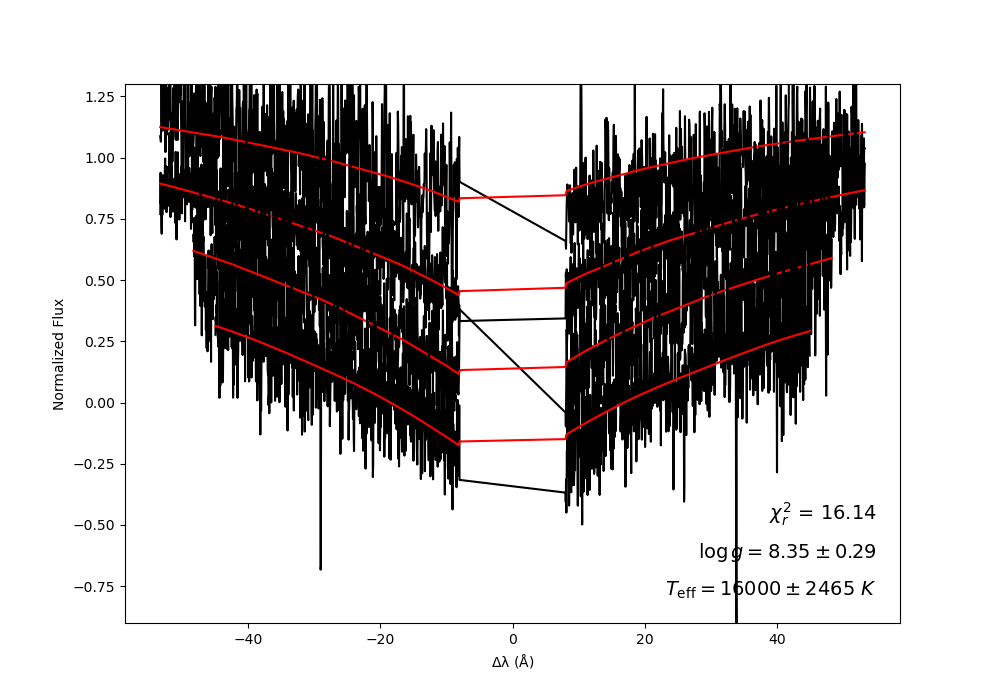 1.25
1.00
0.75
0.50
0.25
0.00
−0.25
−0.50
−0.75
Normalized Flux
χ²ᵣ = 16.14
log g = 8.35 ± 0.29
T_eff = 16000 ± 2465 K
−40 −20 0 20 40
Δλ (Å)